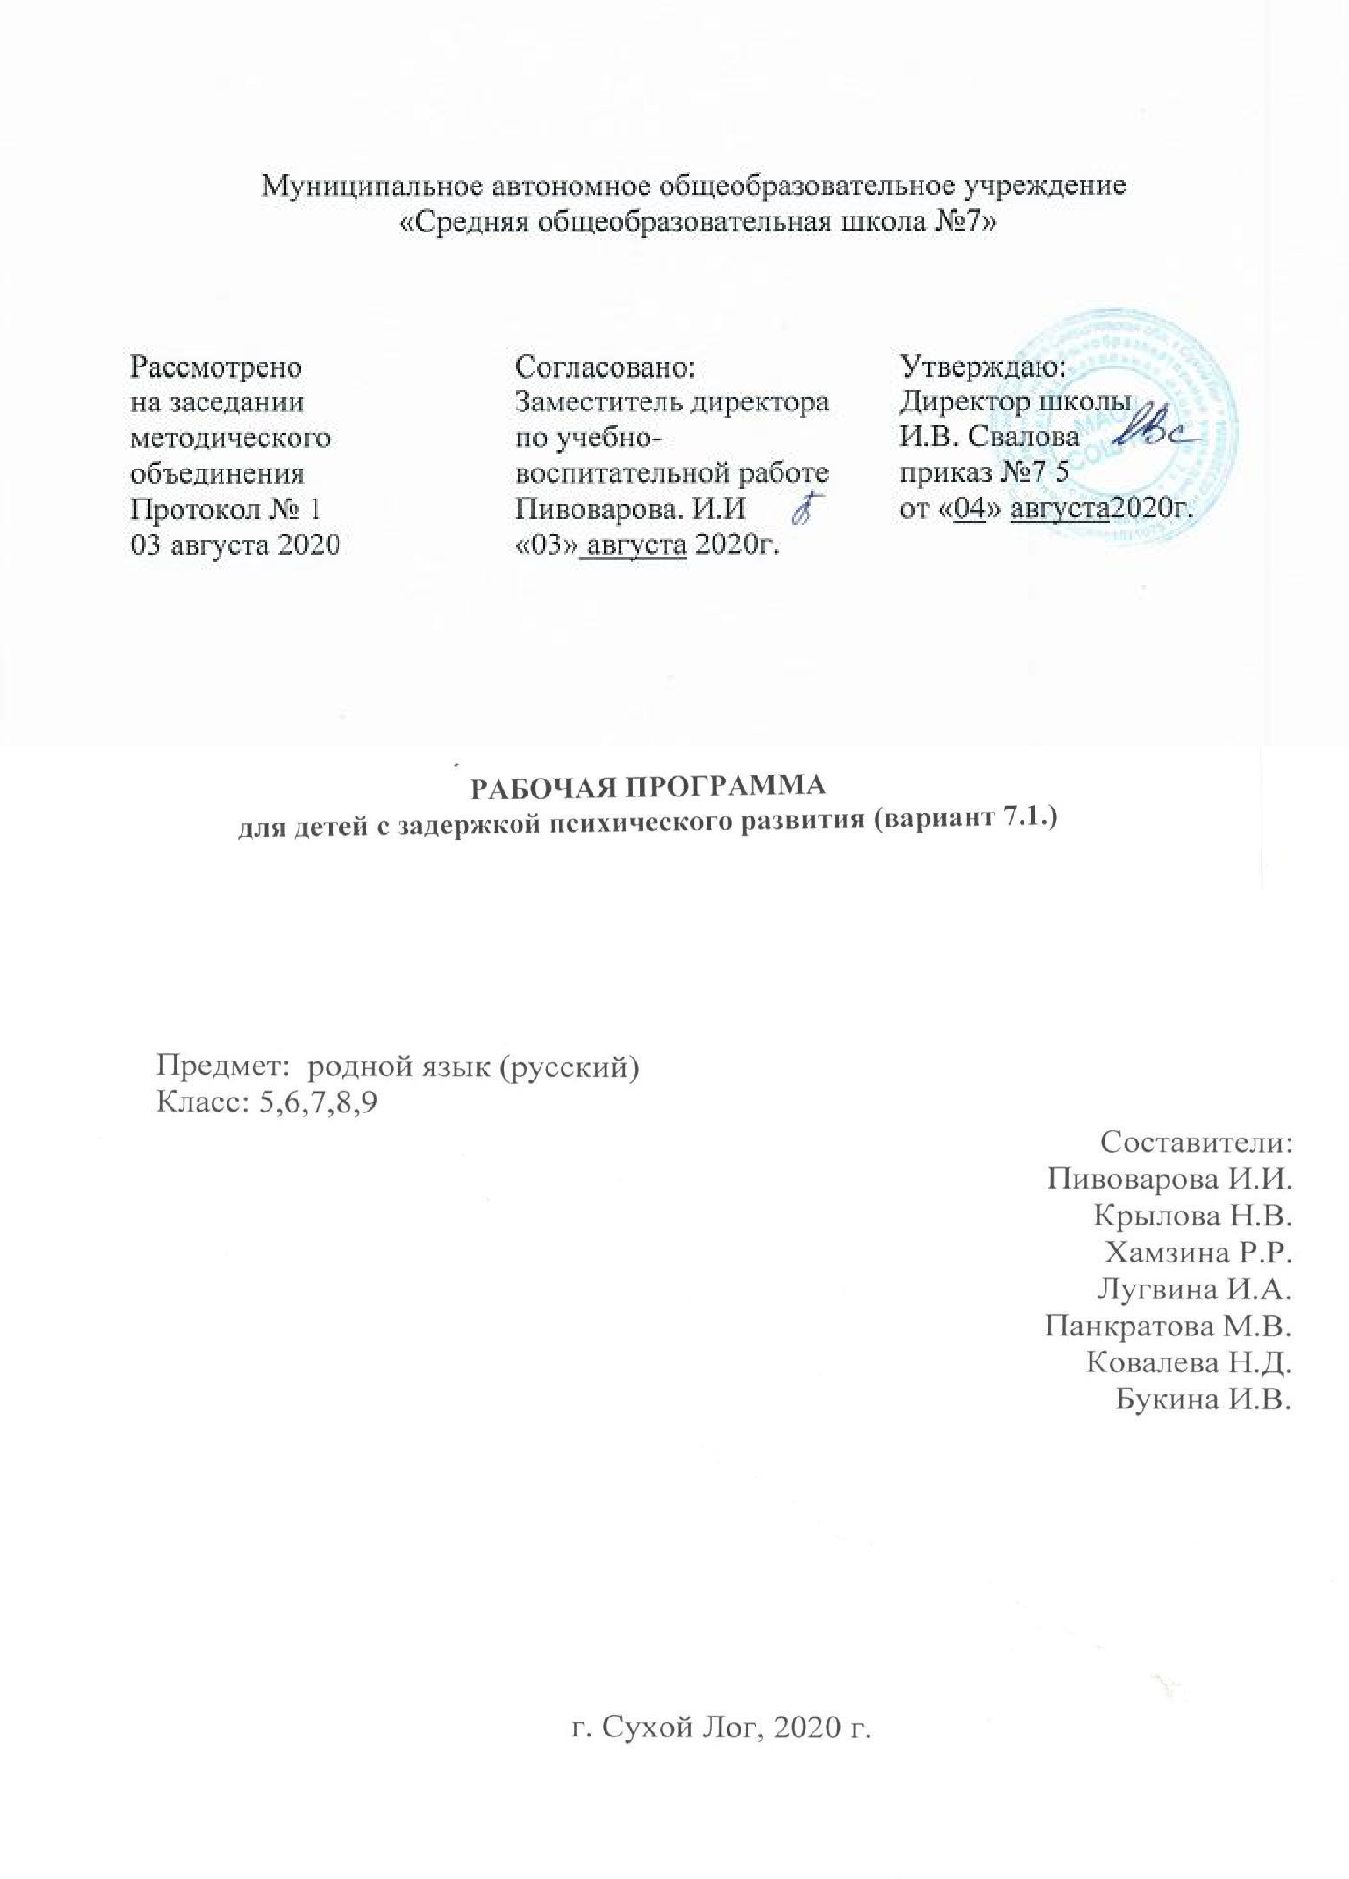 Муниципальное автономное общеобразовательное учреждение
«Средняя общеобразовательная школа №7»
Рассмотрено
на заседании
методического
объединения
Протокол № 1
03 августа 2020
Согласовано:
Заместитель директора
по учебно-
воспитательной работе
Пивоварова. И.И
«03» августа 2020г.
Утверждаю:
Директор школы
И.В. Свалова
приказ №7 5
от «04» августа2020г.
РАБОЧАЯ ПРОГРАММА
для детей с задержкой психического развития (вариант 7.1.)
Предмет: родной язык (русский)
Класс: 5,6,7,8,9
Составители:
Пивоварова И.И.
Крылова Н.В.
Хамзина Р.Р.
Лугвина И.А.
Панкратова М.В.
Ковалева Н.Д.
Букина И.В.
г. Сухой Лог, 2020 г.